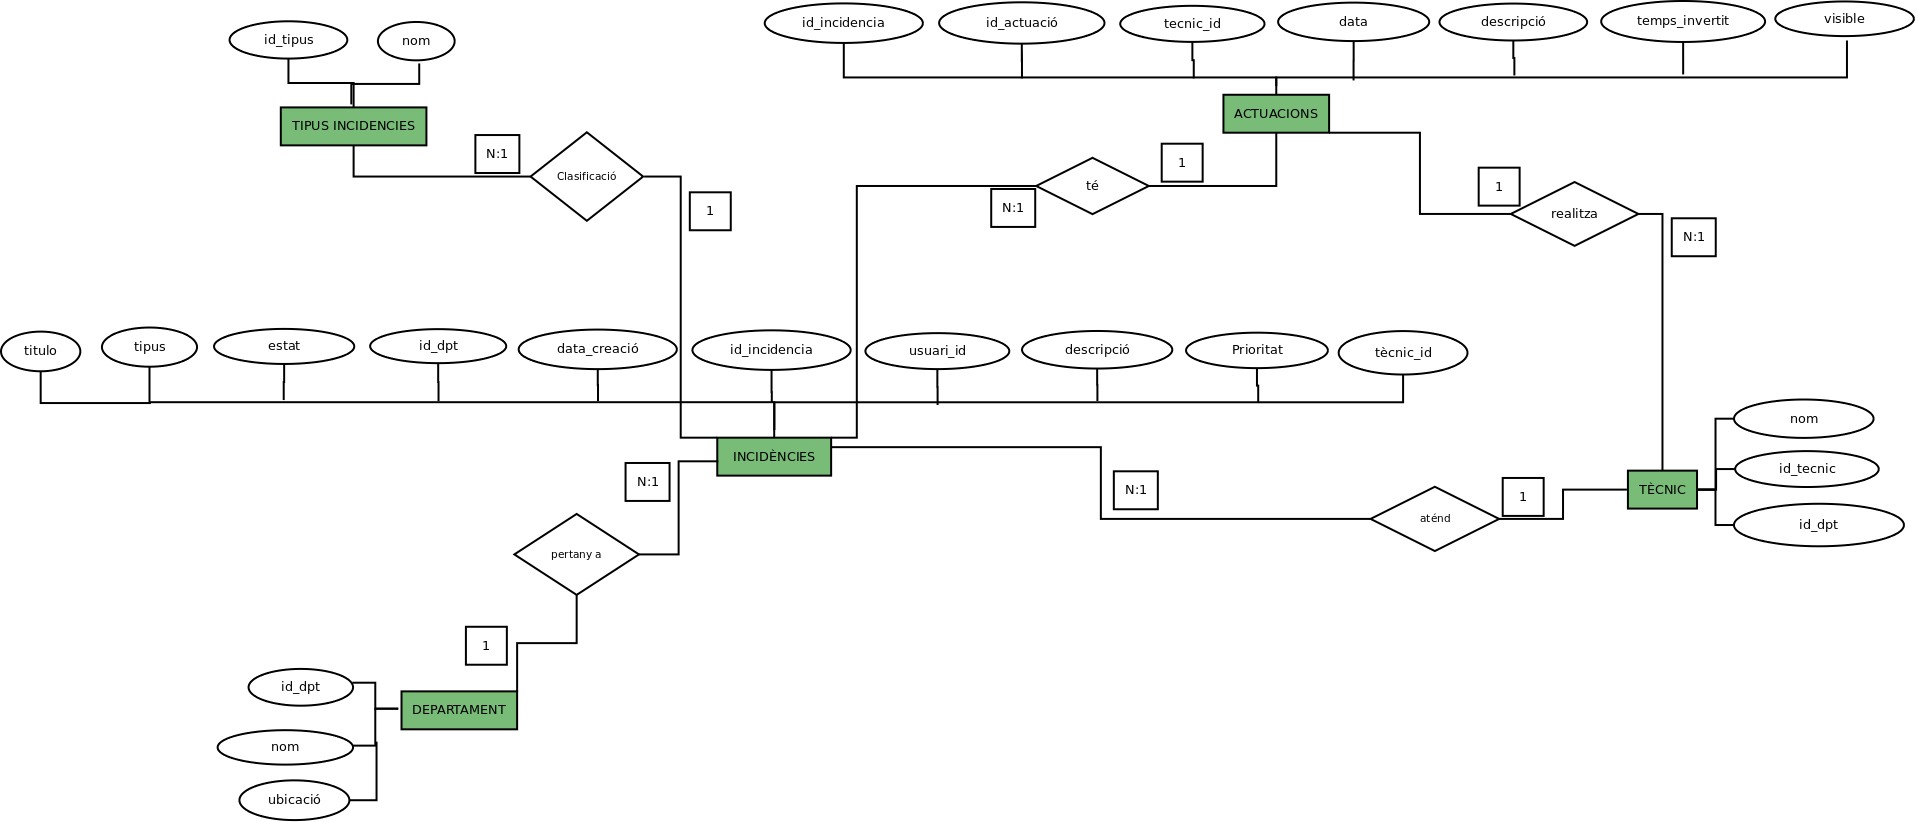 id_tipus
nom
id_incidencia
id_actuació
tecnic_id
data
descripció
temps_invertit
visible
TIPUS INCIDENCIES
ACTUACIONS
N:1
Clasificació
1
té
1
N:1
1
realitza
N:1
titulo
tipus
estat
id_dpt
data_creació
id_incidencia
usuari_id
descripció
Prioritat
tècnic_id
nom
id_tecnic
id_dpt
INCIDÈNCIES
TÈCNIC
N:1
N:1
1
aténd
pertany a
1
id_dpt
DEPARTAMENT
nom
ubicació